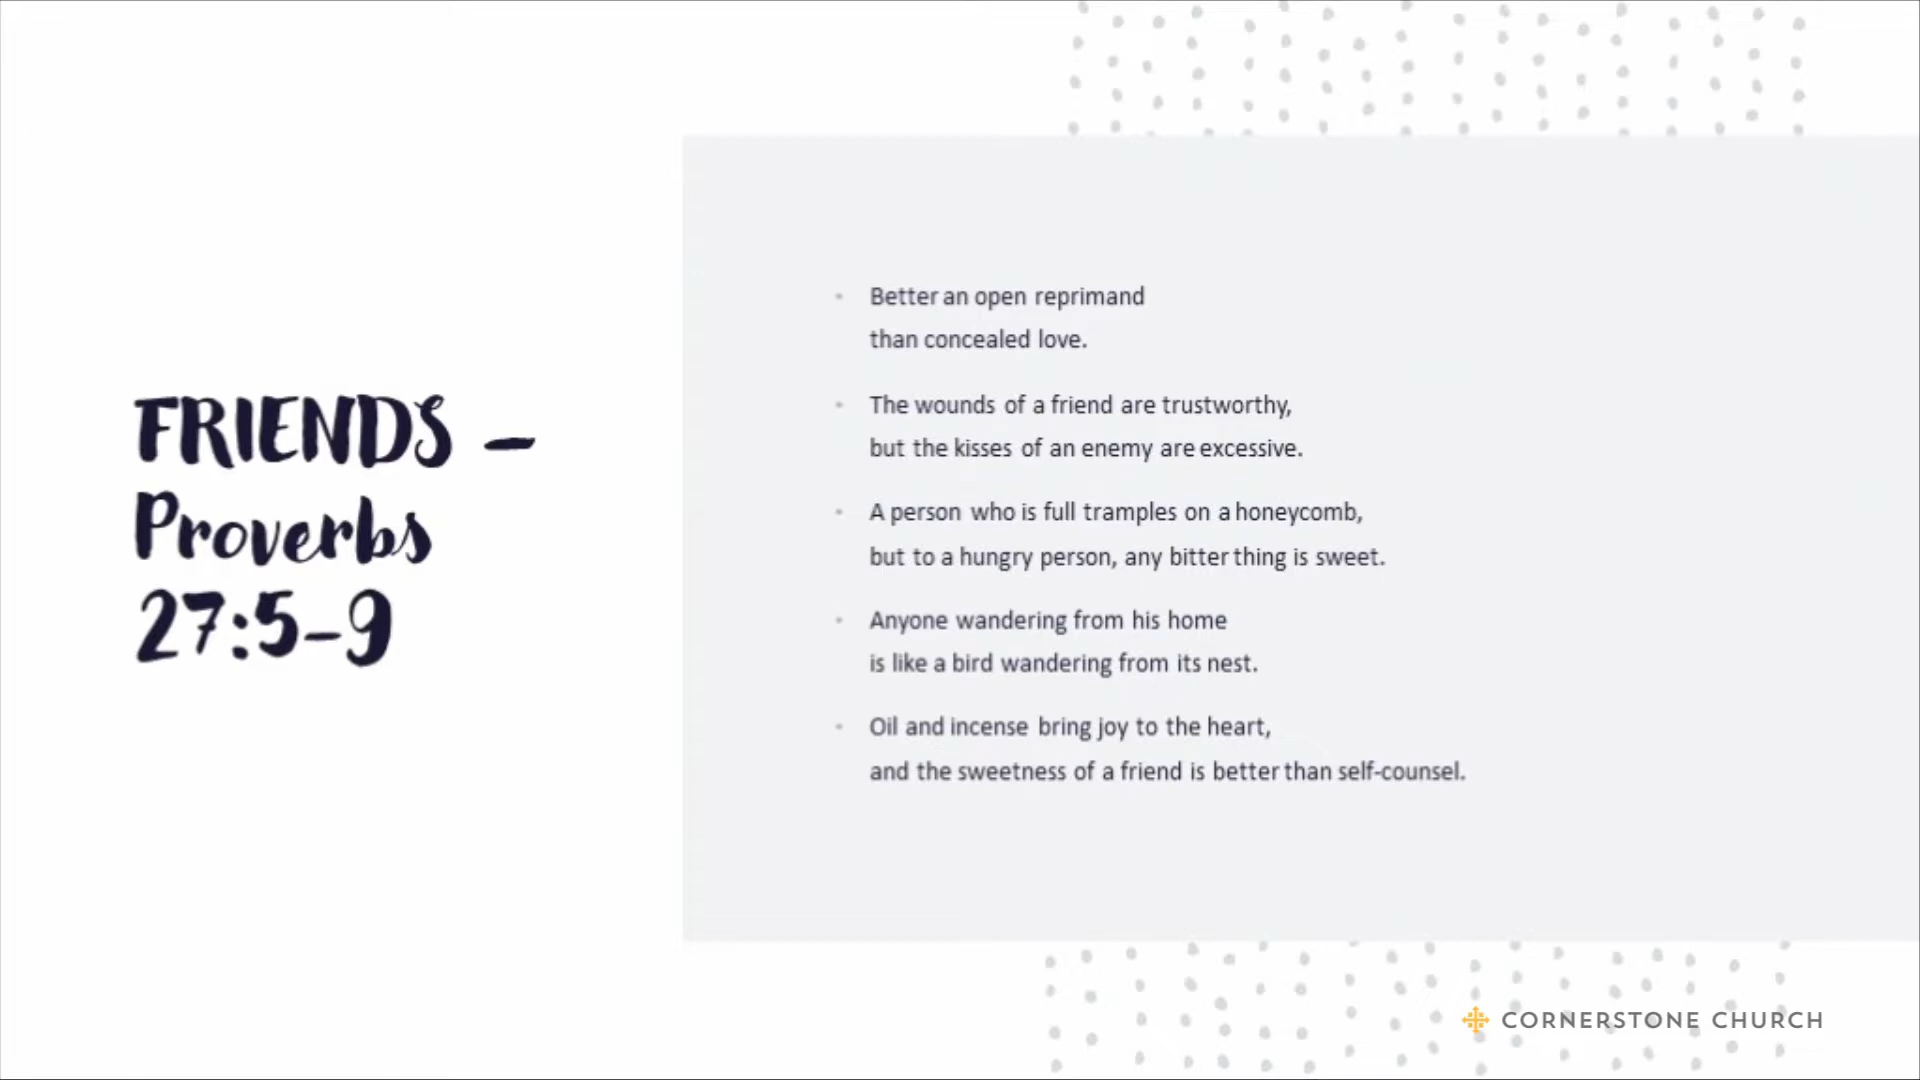 FRIENDS –
Proverbs
27:5-9
• Better an open reprimand
than concealed love.
• The wounds of a friend are trustworthy,
but the kisses of an enemy are excessive.
• A person who is full tramples on a honeycomb,
but to a hungry person, any bitter thing is sweet.
• Anyone wandering from his home
is like a bird wandering from its nest.
• Oil and incense bring joy to the heart,
and the sweetness of a friend is better than self-counsel.
CORNERSTONE CHURCH